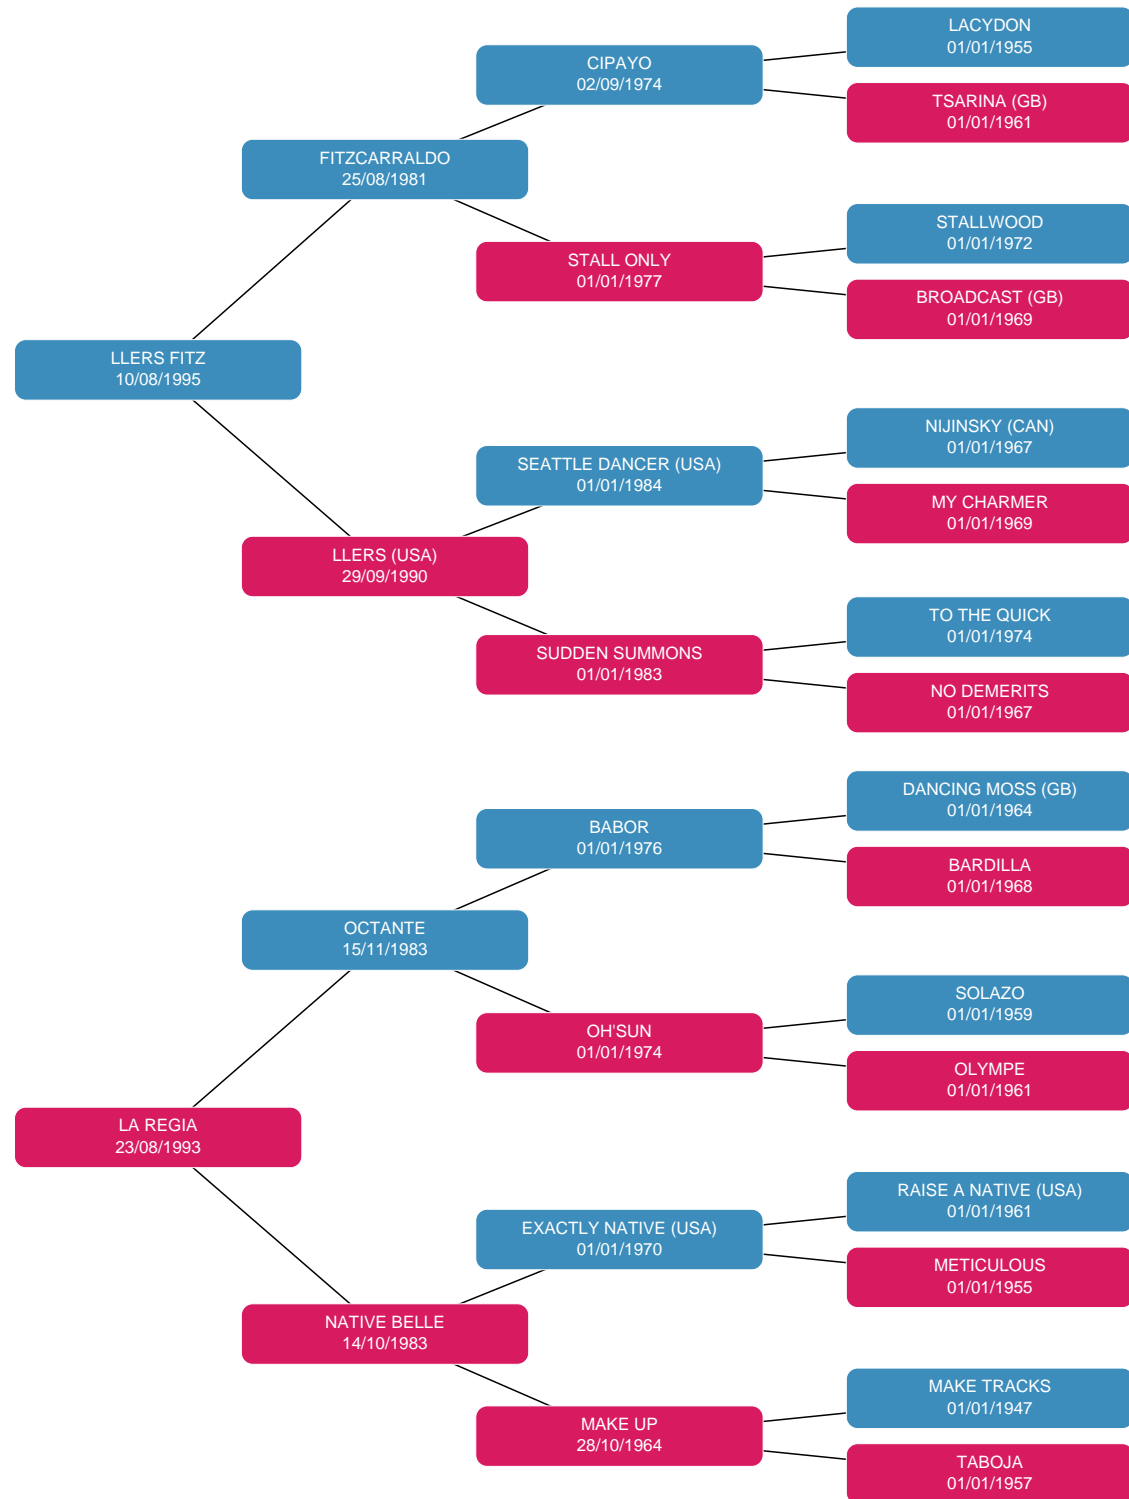 LACYDON
01/01/1955
CIPAYO
02/09/1974
TSARINA (GB)
01/01/1961
FITZCARRALDO
25/08/1981
STALLWOOD
01/01/1972
STALL ONLY
01/01/1977
BROADCAST (GB)
01/01/1969
LLERS FITZ
10/08/1995
NIJINSKY (CAN)
01/01/1967
SEATTLE DANCER (USA)
01/01/1984
MY CHARMER
01/01/1969
LLERS (USA)
29/09/1990
TO THE QUICK
01/01/1974
SUDDEN SUMMONS
01/01/1983
NO DEMERITS
01/01/1967
DANCING MOSS (GB)
01/01/1964
BABOR
01/01/1976
BARDILLA
01/01/1968
OCTANTE
15/11/1983
SOLAZO
01/01/1959
OH'SUN
01/01/1974
OLYMPE
01/01/1961
LA REGIA
23/08/1993
RAISE A NATIVE (USA)
01/01/1961
EXACTLY NATIVE (USA)
01/01/1970
METICULOUS
01/01/1955
NATIVE BELLE
14/10/1983
MAKE TRACKS
01/01/1947
MAKE UP
28/10/1964
TABOJA
01/01/1957